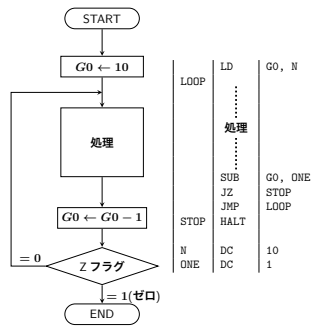 START
G0 ← 10
処理
G0 ← G0 − 1
= 0
Z フラグ
= 1(ゼロ)
END
LD G0, N
LOOP
処理
SUB G0, ONE
JZ STOP
JMP LOOP
STOP HALT
N DC 10
ONE DC 1